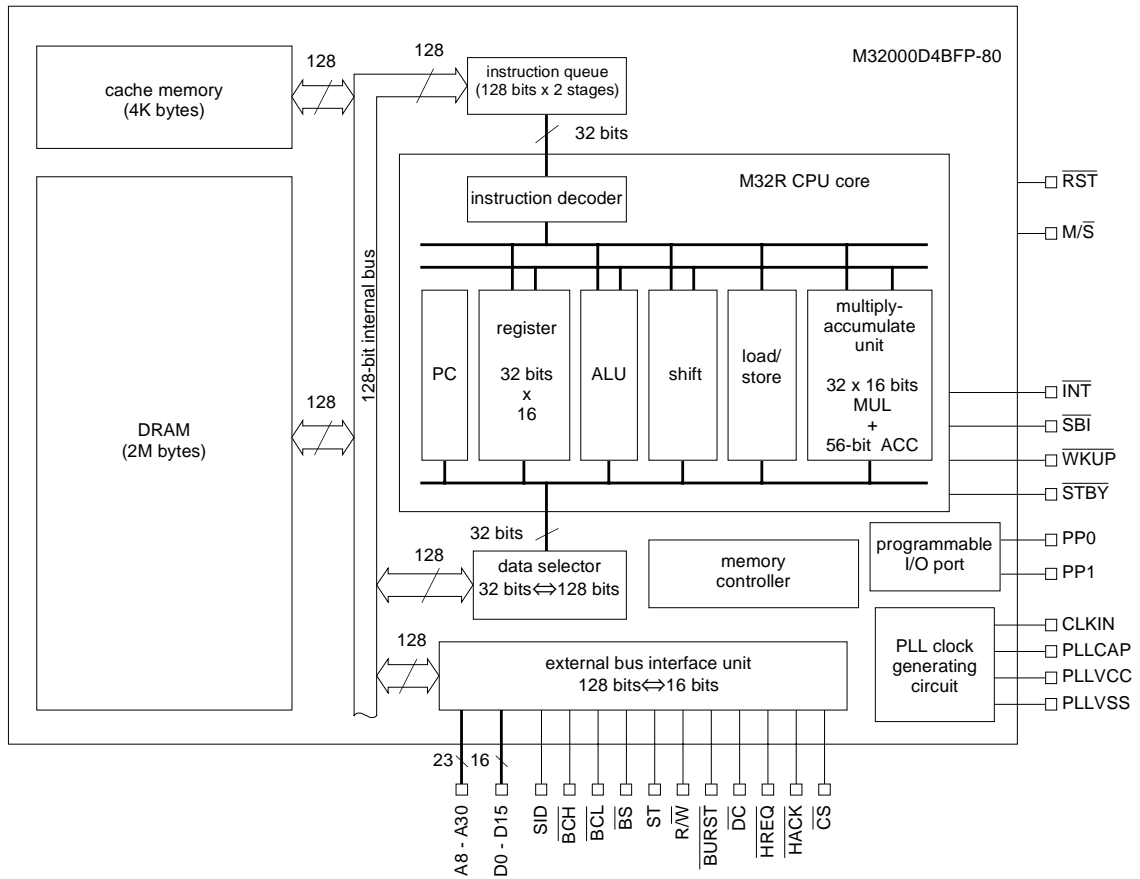 M32000D4BFP-80
cache memory
(4K bytes)
128
128
instruction queue
(128 bits x 2 stages)
32 bits
M32R CPU core
instruction decoder
128-bit internal bus
DRAM
(2M bytes)
128
PC
register
32 bits
x
16
ALU
shift
load/
store
multiply-
accumulate
unit
32 x 16 bits
MUL
+
56-bit ACC
32 bits
128
data selector
32 bits⇔128 bits
memory
controller
programmable
I/O port
PLL clock
generating
circuit
128
external bus interface unit
128 bits⇔16 bits
RST
M/S
INT
SBI
WKUP
STBY
PP0
PP1
CLKIN
PLLCAP
PLLVCC
PLLVSS
23
16
A8 - A30
D0 - D15
SID
BCH
BCL
BS
ST
R/W
BURST
DC
HREQ
HACK
CS